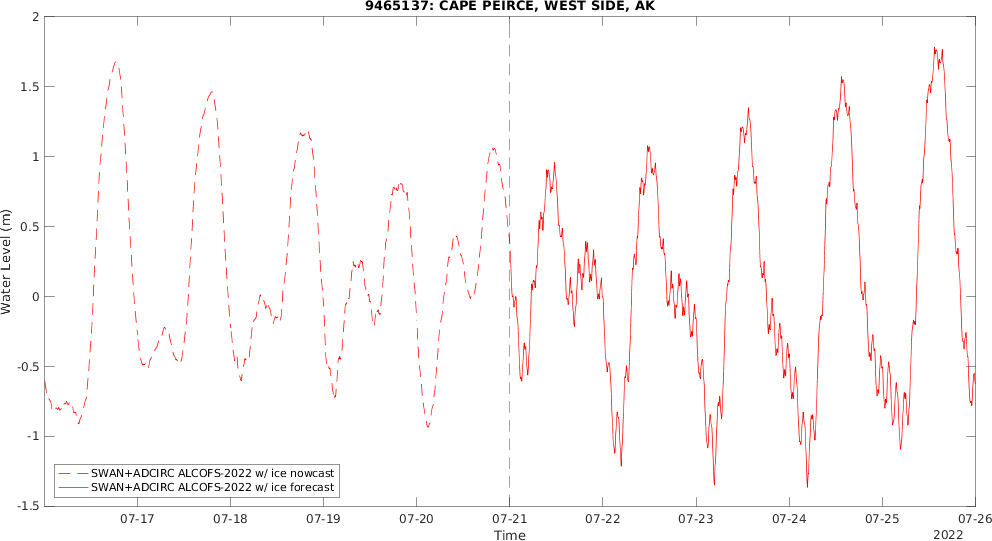 9465137: CAPE PEIRCE, WEST SIDE, AK
Water Level (m)
2
1.5
1
0.5
0
-0.5
-1
-1.5
SWAN+ADCIRC ALCOFS-2022 w/ ice nowcast
SWAN+ADCIRC ALCOFS-2022 w/ ice forecast
07-17 07-18 07-19 07-20 07-21 07-22 07-23 07-24 07-25 07-26
Time
2022